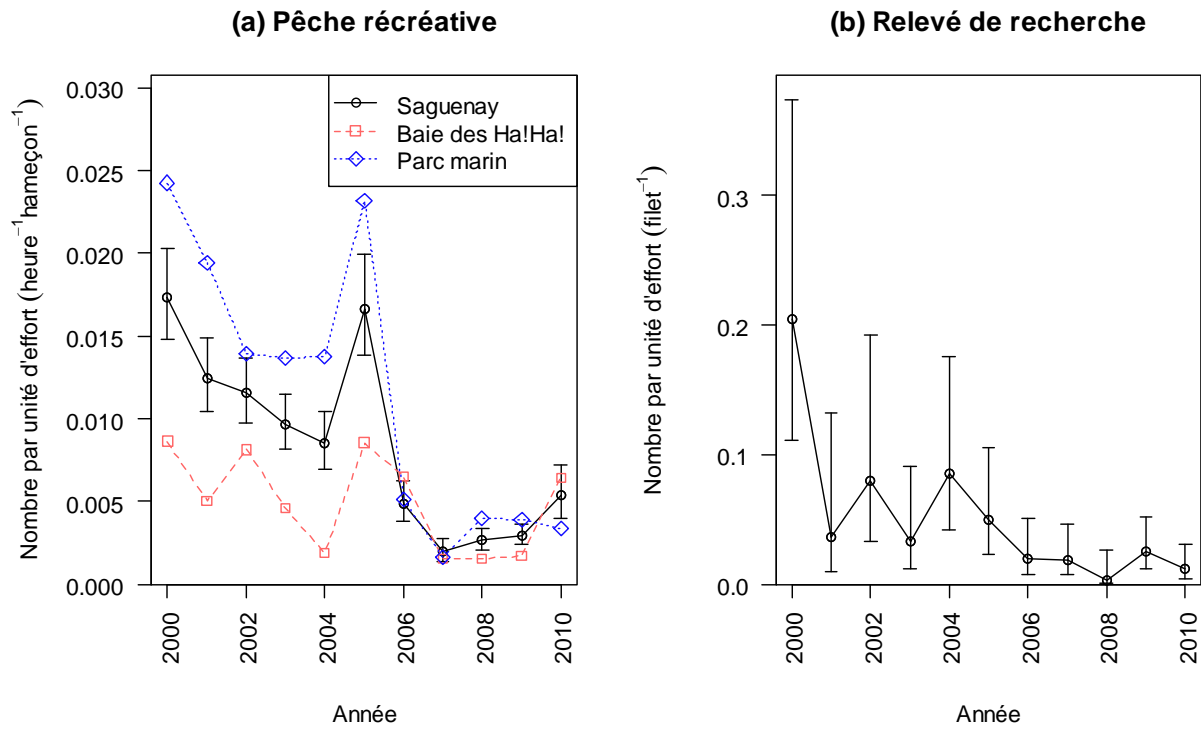 (a) Pêche récréative
Nombre par unité d'effort (heure⁻¹hameçon⁻¹)
0.030
0.025
0.020
0.015
0.010
0.005
0.000
Saguenay
Baie des Ha!Ha!
Parc marin
2000
2002
2004
2006
2008
2010
Année
(b) Relevé de recherche
Nombre par unité d'effort (filet⁻¹)
0.3
0.2
0.1
0.0
2000
2002
2004
2006
2008
2010
Année